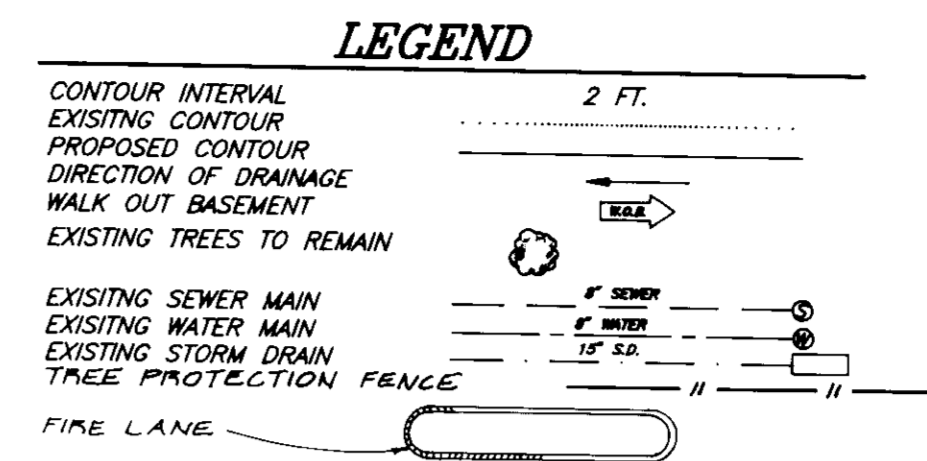 LEGEND
CONTOUR INTERVAL 2 FT.
EXISITNG CONTOUR
PROPOSED CONTOUR
DIRECTION OF DRAINAGE
WALK OUT BASEMENT W.O.B.
EXISTING TREES TO REMAIN
EXISITNG SEWER MAIN 8" SEWER S
EXISITNG WATER MAIN 8" WATER W
EXISTING STORM DRAIN 15" S.D.
TREE PROTECTION FENCE
FIRE LANE